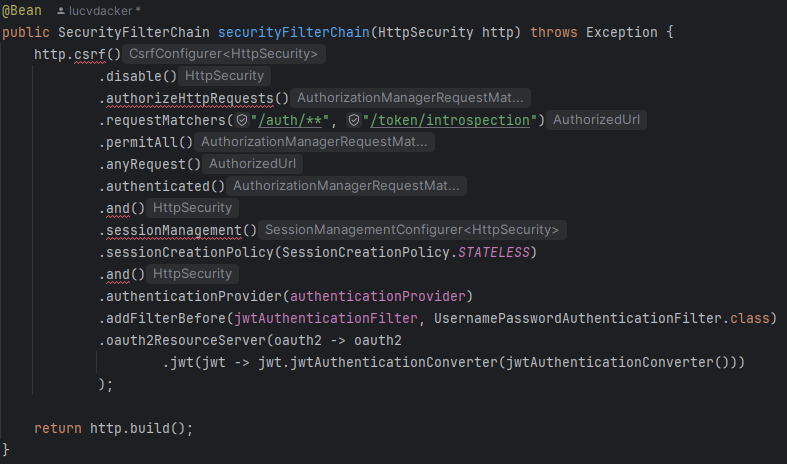 @Bean lucvdacker *
public SecurityFilterChain securityFilterChain(HttpSecurity http) throws Exception {
    http.csrf() CsrfConfigurer<HttpSecurity>
            .disable() HttpSecurity
            .authorizeHttpRequests() AuthorizationManagerRequestMat...
            .requestMatchers("/auth/**", "/token/introspection") AuthorizedUrl
            .permitAll() AuthorizationManagerRequestMat...
            .anyRequest() AuthorizedUrl
            .authenticated() AuthorizationManagerRequestMat...
            .and() HttpSecurity
            .sessionManagement() SessionManagementConfigurer<HttpSecurity>
            .sessionCreationPolicy(SessionCreationPolicy.STATELESS)
            .and() HttpSecurity
            .authenticationProvider(authenticationProvider)
            .addFilterBefore(jwtAuthenticationFilter, UsernamePasswordAuthenticationFilter.class)
            .oauth2ResourceServer(oauth2 -> oauth2
                    .jwt(jwt -> jwt.jwtAuthenticationConverter(jwtAuthenticationConverter()))
            );
    return http.build();
}